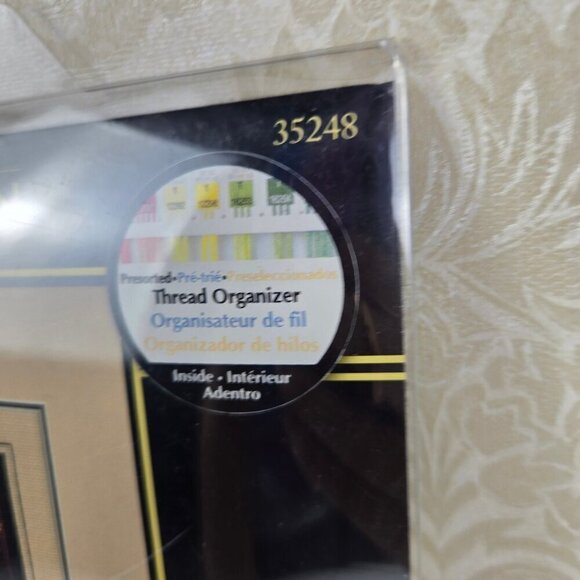 35248
Presorted•Pré-trié•Preseleccionados
Thread Organizer
Organisateur de fil
Organizador de hilos
Inside • Intérieur
Adentro